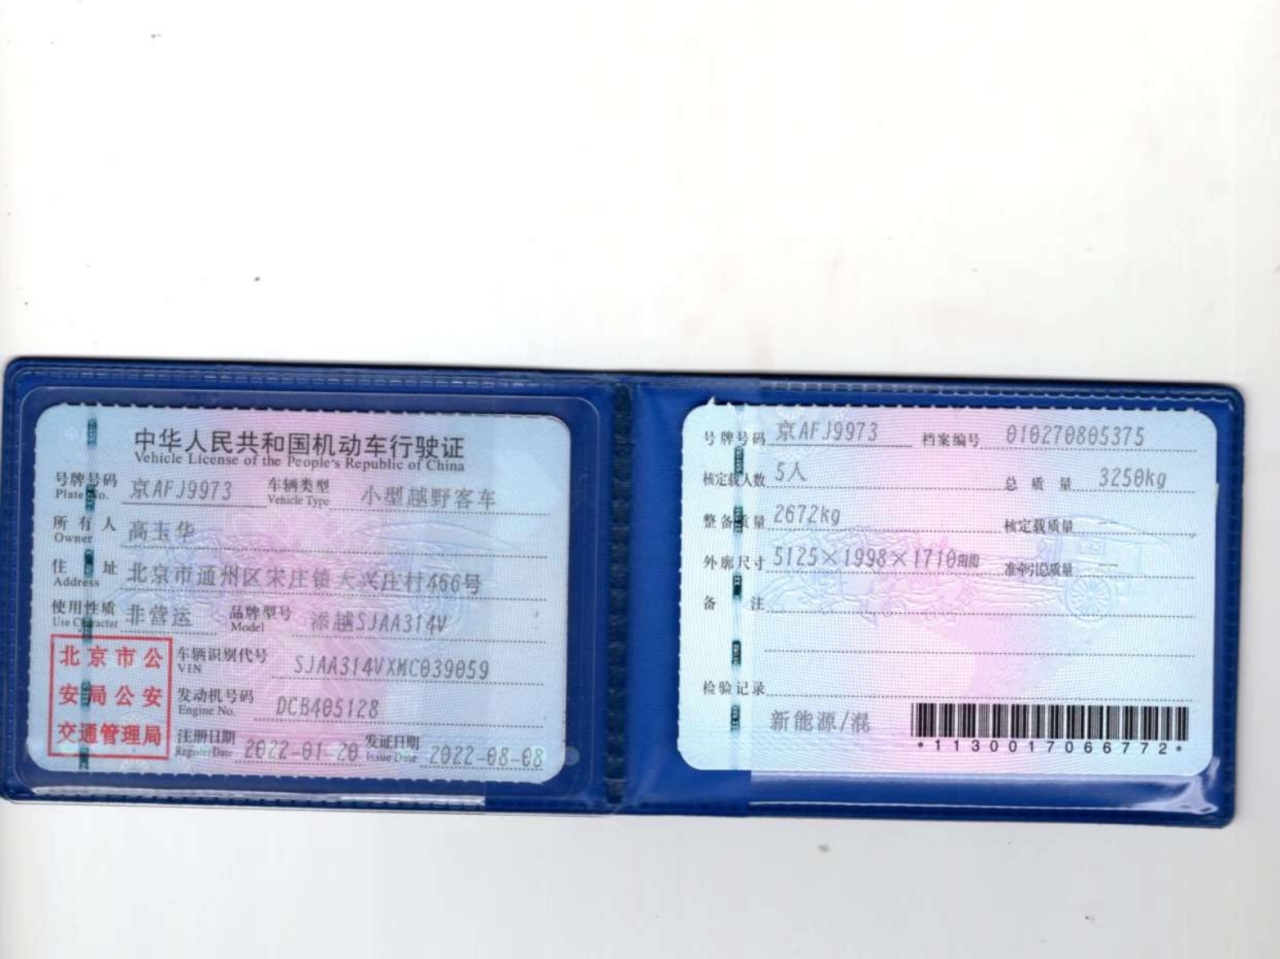 中华人民共和国机动车行驶证
Vehicle License of the People's Republic of China
号牌号码 京AFJ9973 车辆类型 小型越野客车
Plate No. Vehicle Type
所有人 高玉华
Owner
住址 北京市通州区宋庄镇大兴庄村466号
Address
使用性质 非营运 品牌型号 添越SJAA314V
Use Character Model
北京市公
安局公安
交通管理局
车辆识别代号 SJAA314VXMC039059
VIN
发动机号码 DCB405128
Engine No.
注册日期 2022-01-20 发证日期 2022-08-08
Register Date Issue Date
号牌号码 京AFJ9973 档案编号 010270805375
核定载人数 5人 总质量 3250kg
整备质量 2672kg 核定载质量 --
外廓尺寸 5125×1998×1710mm 准牵引总质量 --
备注
检验记录
新能源/混
*1130017066772*